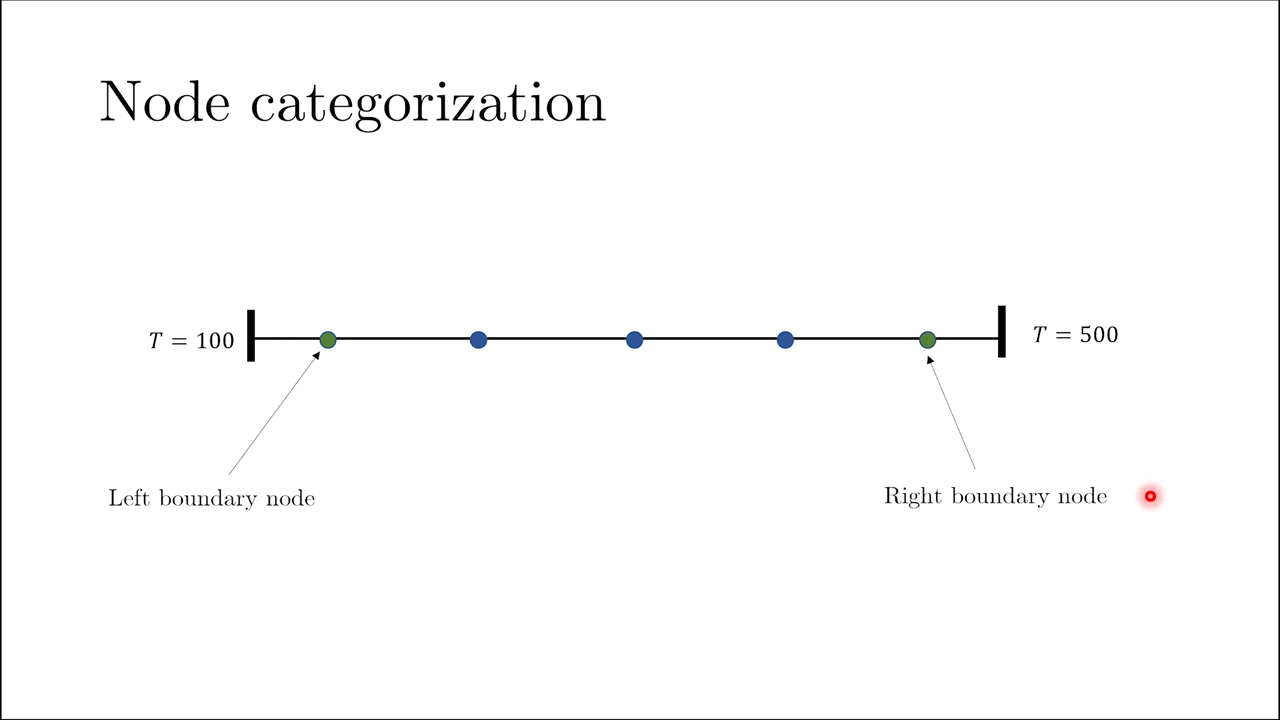 Node categorization
T = 100
T = 500
Left boundary node
Right boundary node